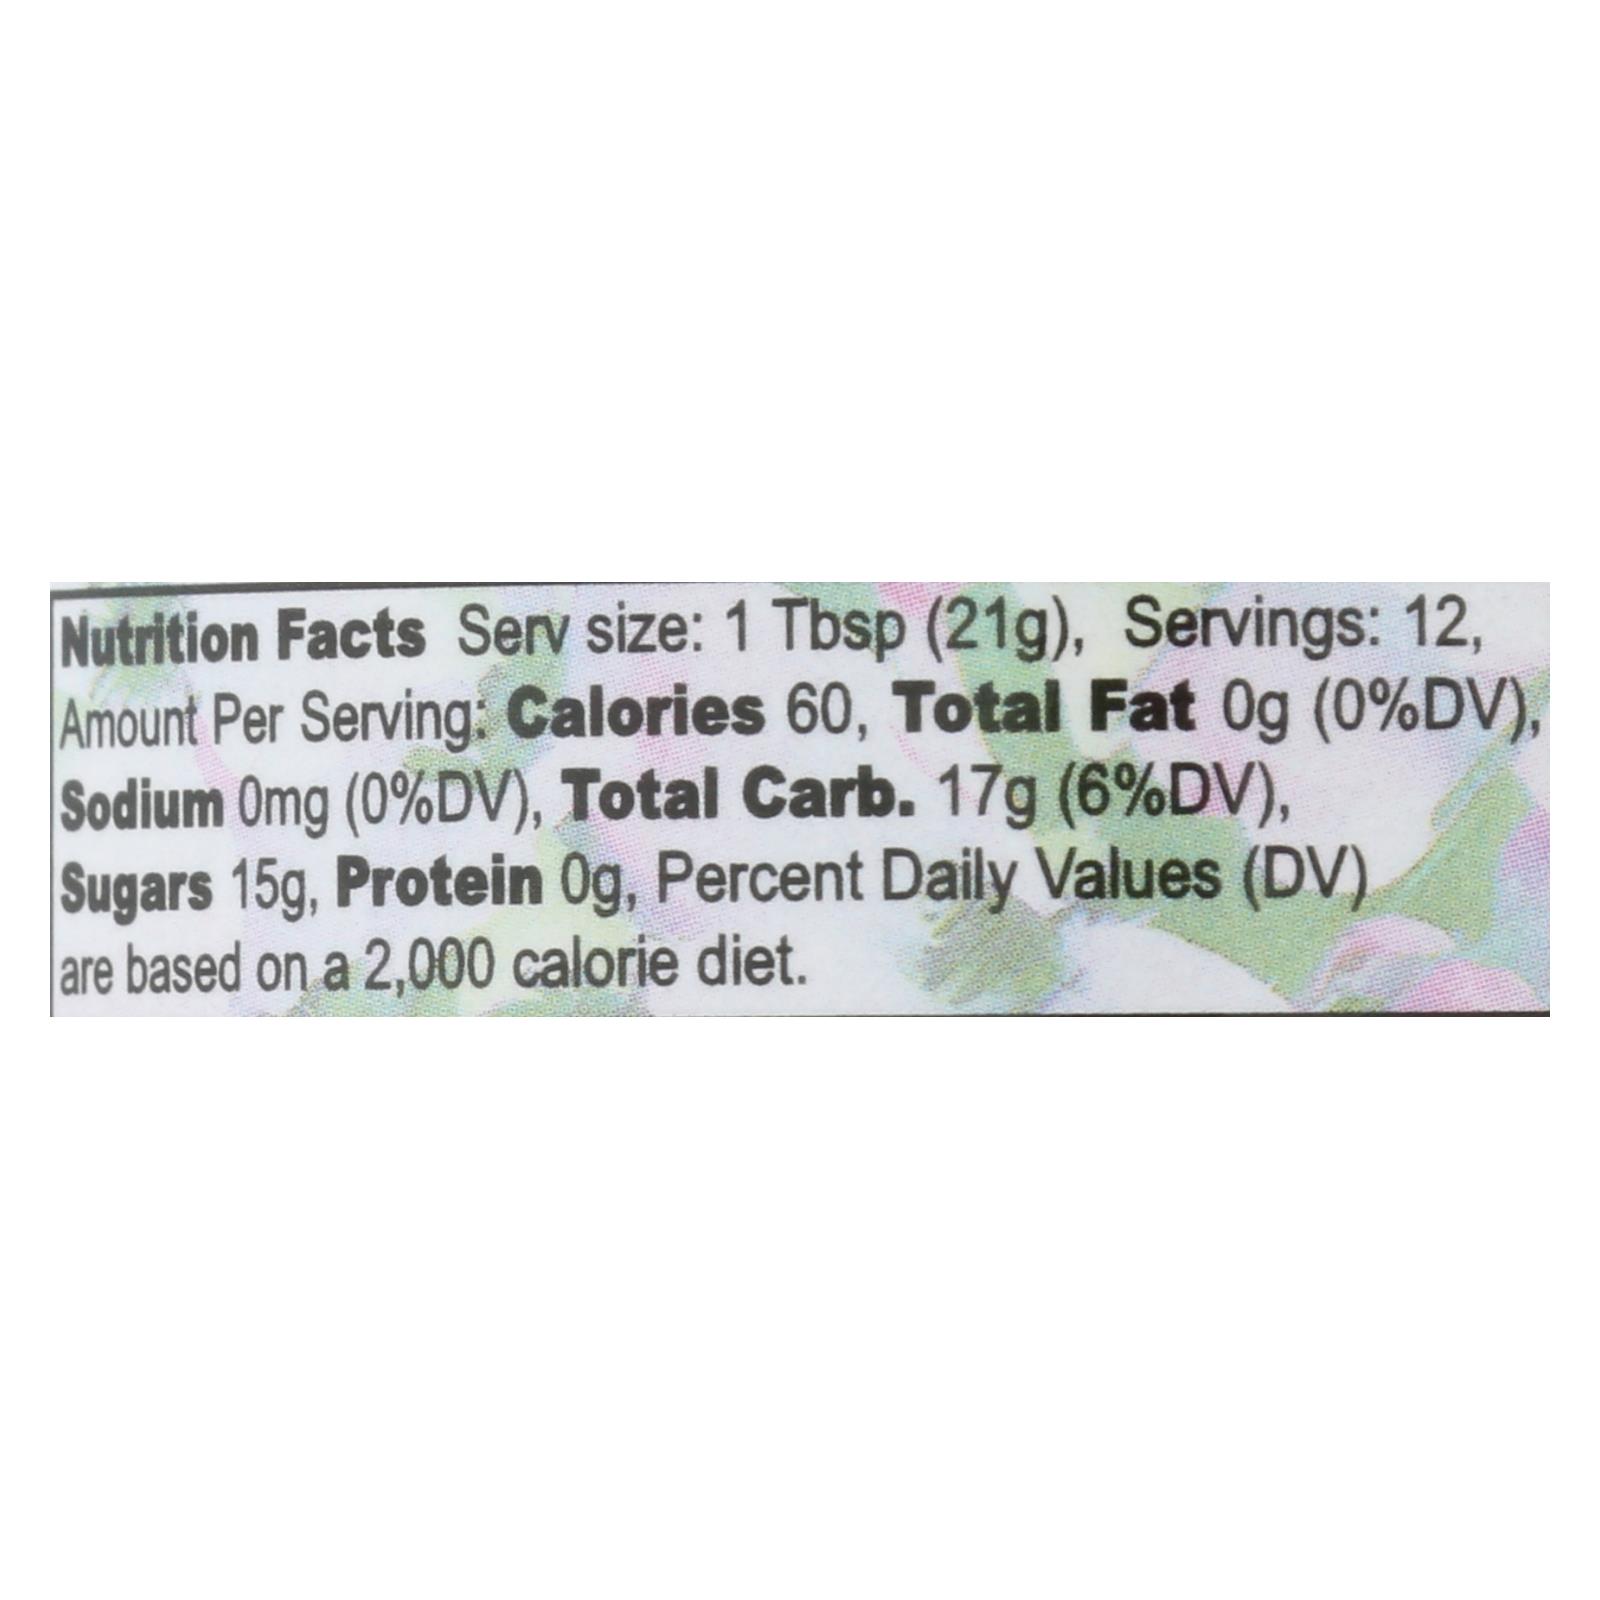 Nutrition Facts Serv size: 1 Tbsp (21g), Servings: 12,
Amount Per Serving: Calories 60, Total Fat 0g (0%DV),
Sodium 0mg (0%DV), Total Carb. 17g (6%DV),
Sugars 15g, Protein 0g, Percent Daily Values (DV)
are based on a 2,000 calorie diet.